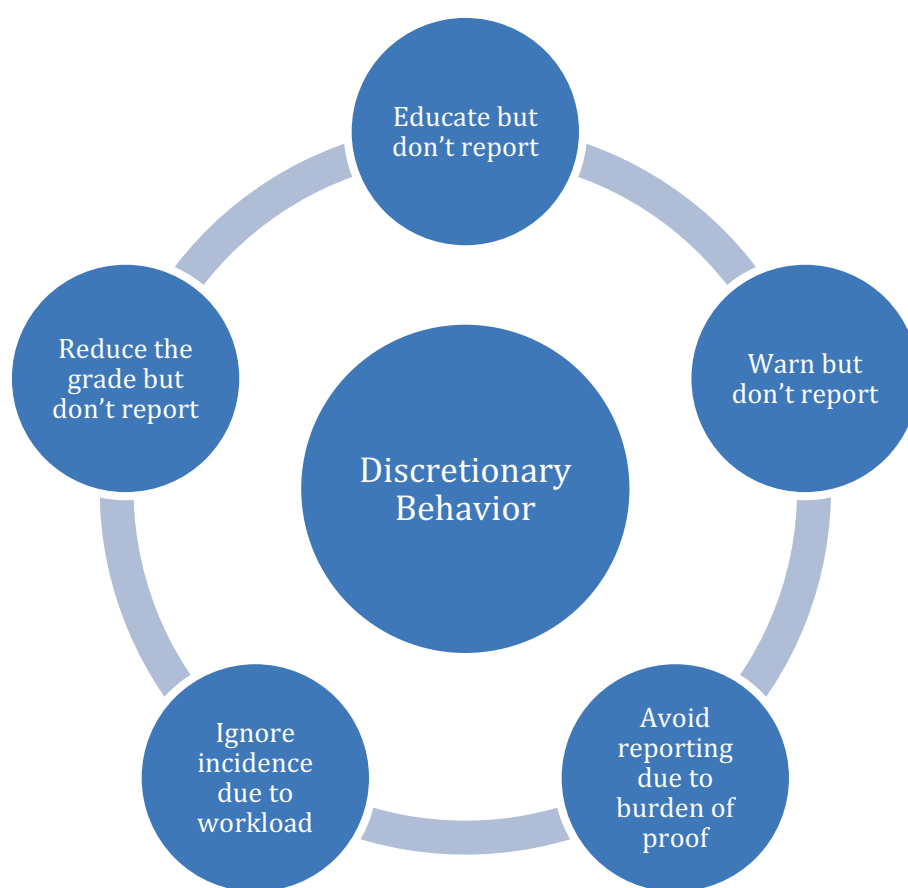 Educate but
don’t report
Warn but
don’t report
Avoid
reporting
due to
burden of
proof
Ignore
incidence
due to
workload
Reduce the
grade but
don’t report
Discretionary
Behavior